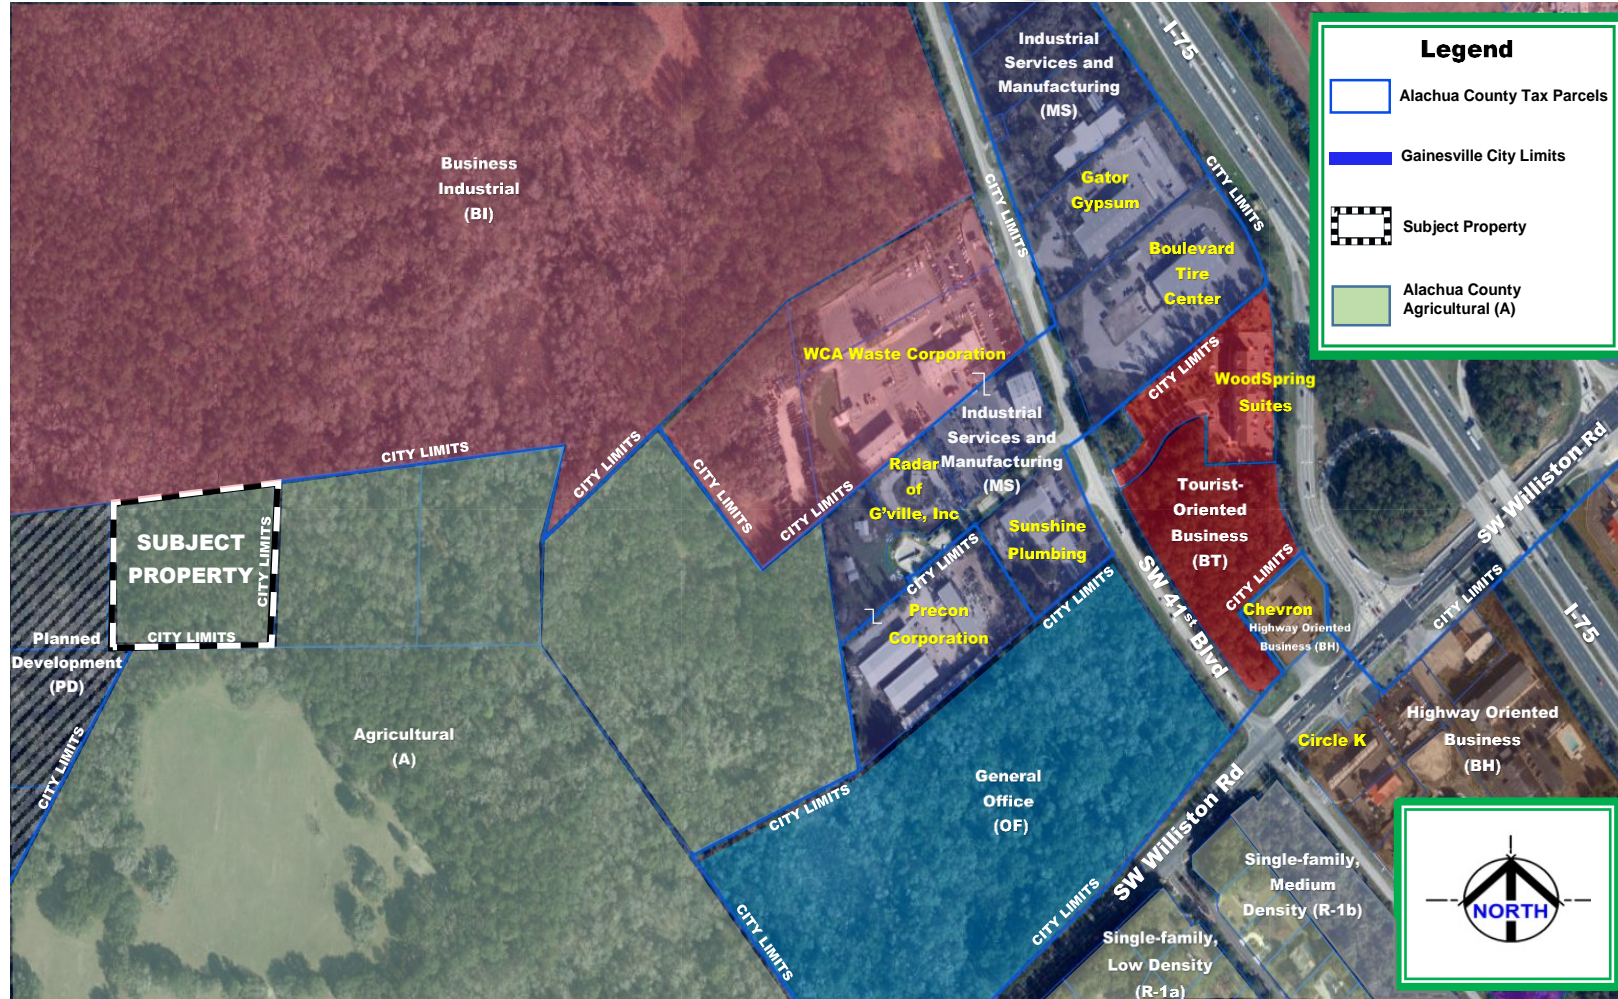 Industrial
Services and
Manufacturing
(MS)
I-75
Legend
Alachua County Tax Parcels
Gainesville City Limits
Subject Property
Alachua County
Agricultural (A)
Business
Industrial
(BI)
CITY LIMITS
CITY LIMITS
Gator
Gypsum
Boulevard
Tire
Center
WCA Waste Corporation
CITY LIMITS
WoodSpring
Suites
Industrial
Services and
Manufacturing
(MS)
Radar
of
G'ville, Inc
CITY LIMITS
CITY LIMITS
CITY LIMITS
CITY LIMITS
Sunshine
Plumbing
Tourist-
Oriented
Business
(BT)
SW Williston Rd
SUBJECT
PROPERTY
CITY LIMITS
CITY LIMITS
CITY LIMITS
Precon
Corporation
CITY LIMITS
SW 41st Blvd
CITY LIMITS
Chevron
Highway Oriented
Business (BH)
CITY LIMITS
I-75
Planned
Development
(PD)
CITY LIMITS
Agricultural
(A)
CITY LIMITS
General
Office
(OF)
Circle K
Highway Oriented
Business
(BH)
SW Williston Rd
CITY LIMITS
CITY LIMITS
Single-family,
Medium
Density (R-1b)
Single-family,
Low Density
(R-1a)
NORTH